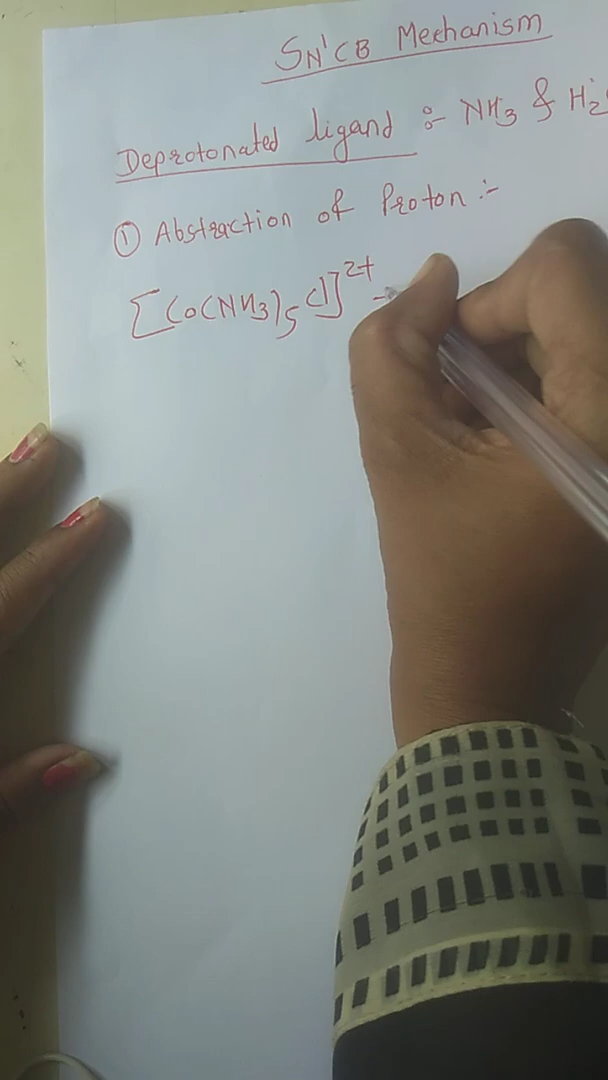 SN'CB Mechanism
Deprotonated ligand :- NH3 & H2
① Abstraction of Proton :-
[Co(NH3)5Cl]2+ -